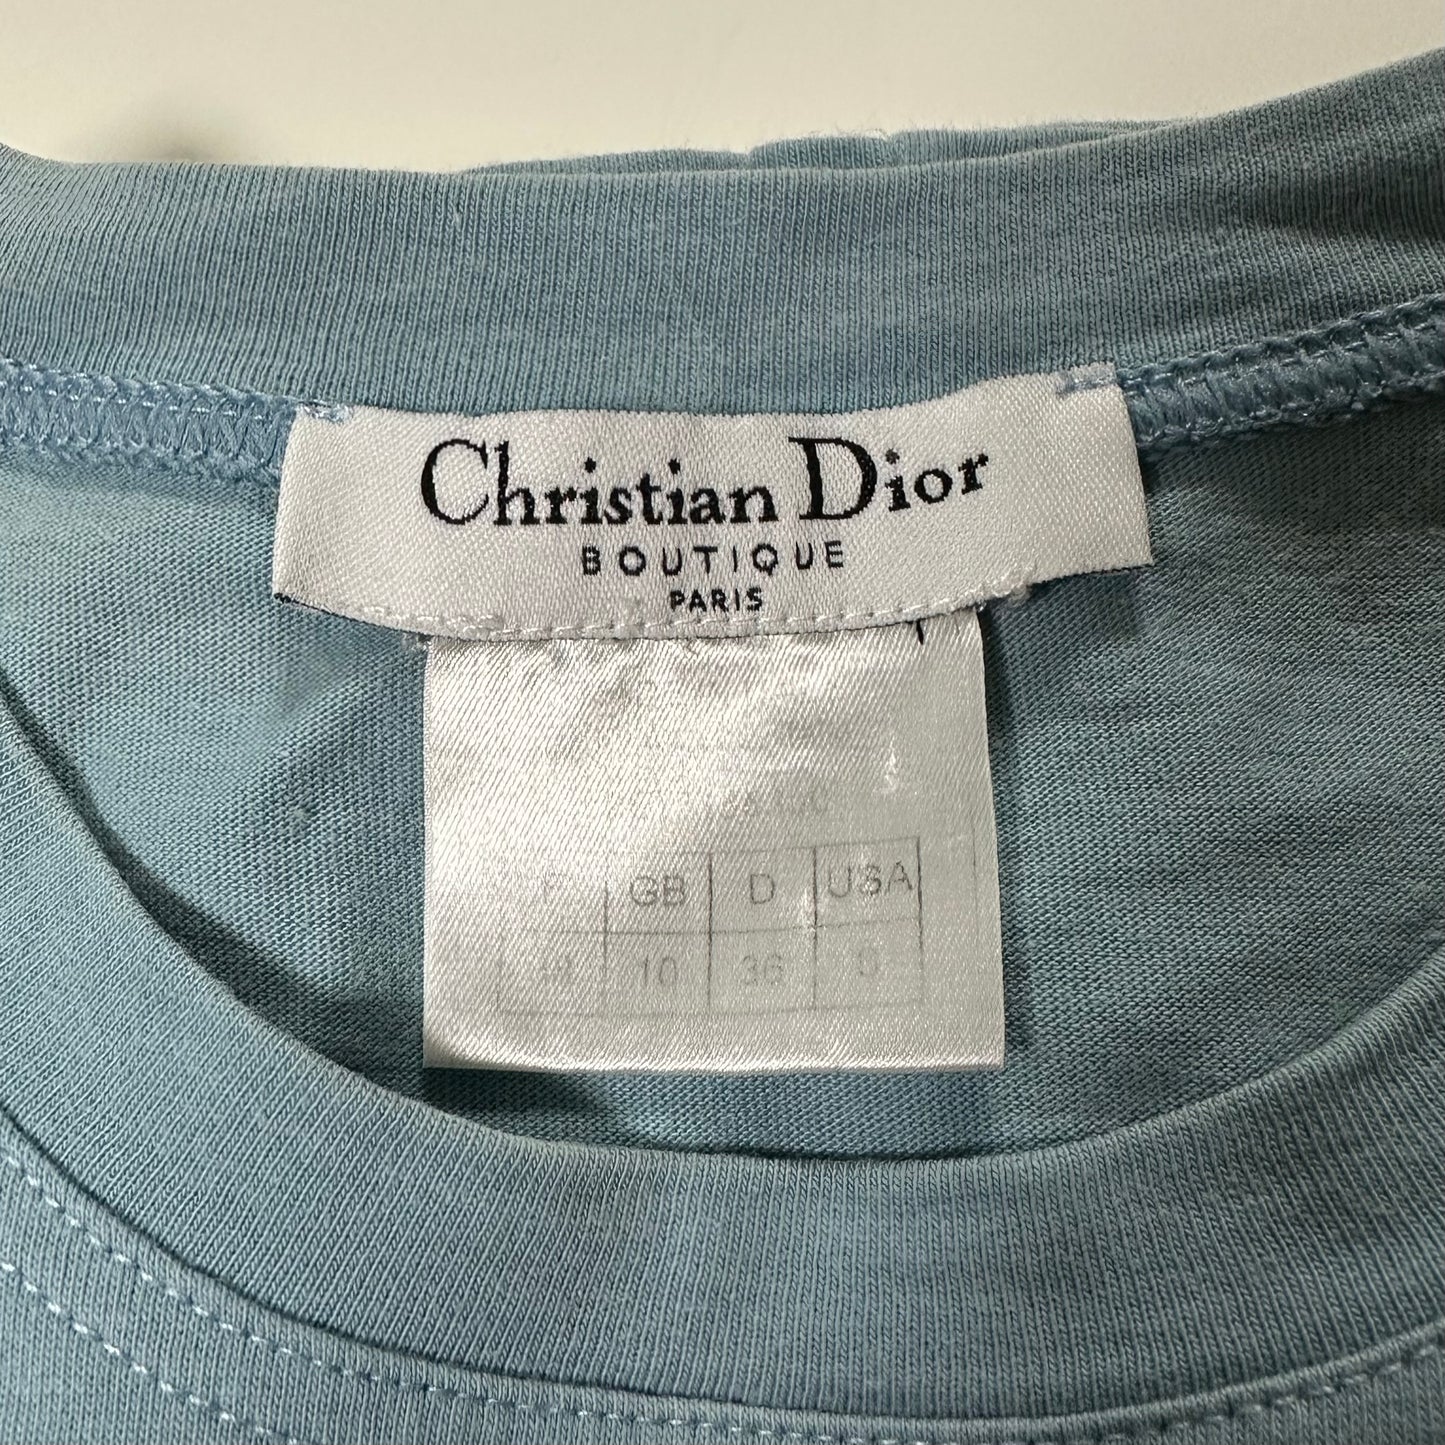 Christian Dior
BOUTIQUE
PARIS
F GB D USA
10 36